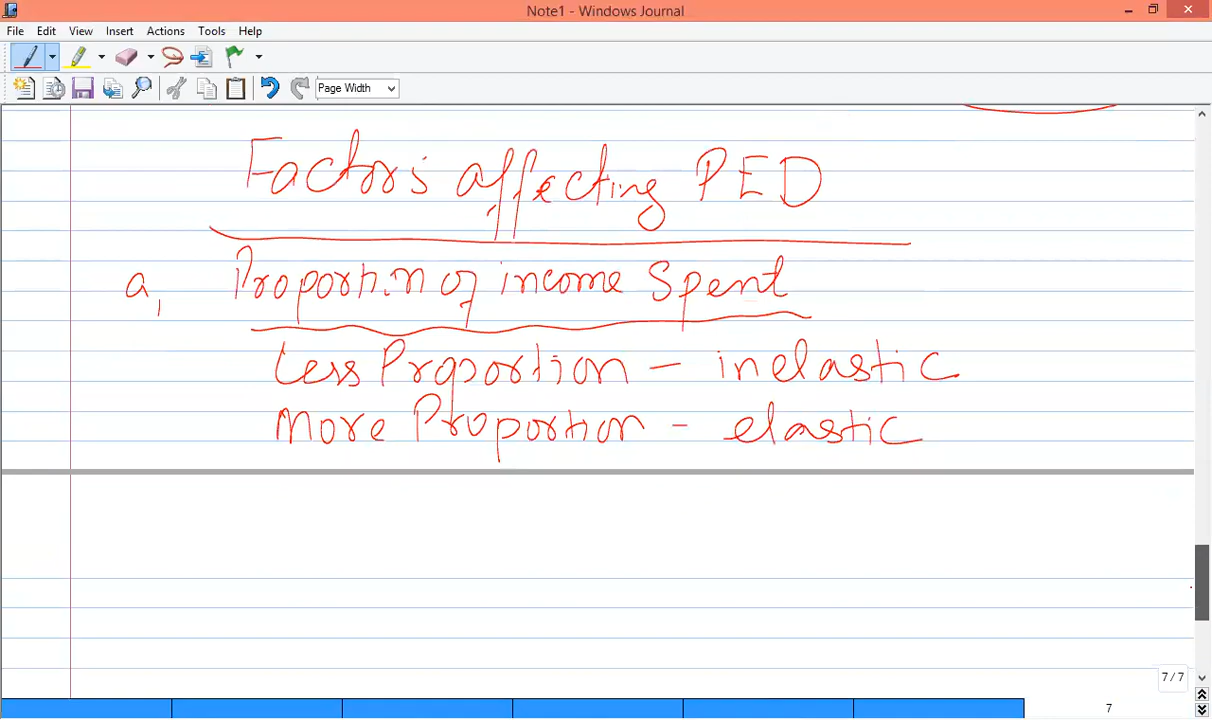 Note1 - Windows Journal
File Edit View Insert Actions Tools Help
Page Width
Factors affecting PED
a, Proportion of income Spent
Less Proportion - inelastic
More Proportion - elastic
7 / 7
7